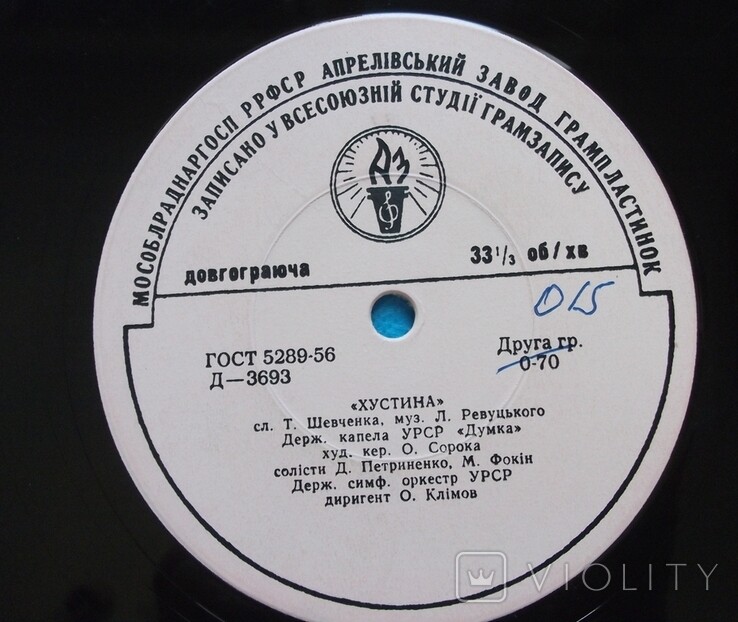 МОСОБЛРАДНАРГОСП РРФСР АПРЕЛІВСЬКИЙ ЗАВОД ГРАМПЛАСТИНОК
ЗАПИСАНО У ВСЕСОЮЗНІЙ СТУДІЇ ГРАМЗАПИСУ
АЗ
довгограюча
33 1/3 об/хв
015
ГОСТ 5289-56
Д—3693
Друга гр.
0-70
«ХУСТИНА»
сл. Т. Шевченка, муз. Л. Ревуцького
Держ. капела УРСР «Думка»
худ. кер. О. Сорока
солісти Д. Петриненко, М. Фокін
Держ. симф. оркестр УРСР
диригент О. Клімов
VIOLITY